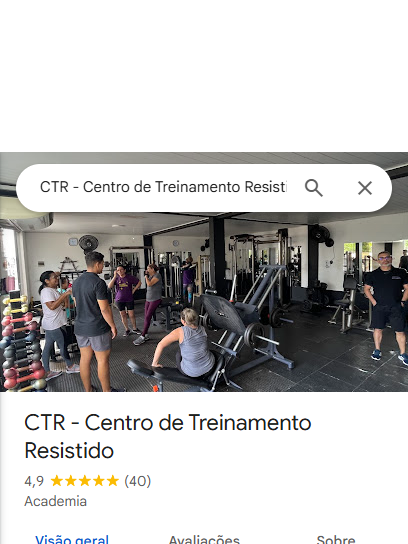 CTR - Centro de Treinamento Resisti
CTR - Centro de Treinamento
Resistido
4,9 (40)
Academia
Visão geral Avaliações Sobre